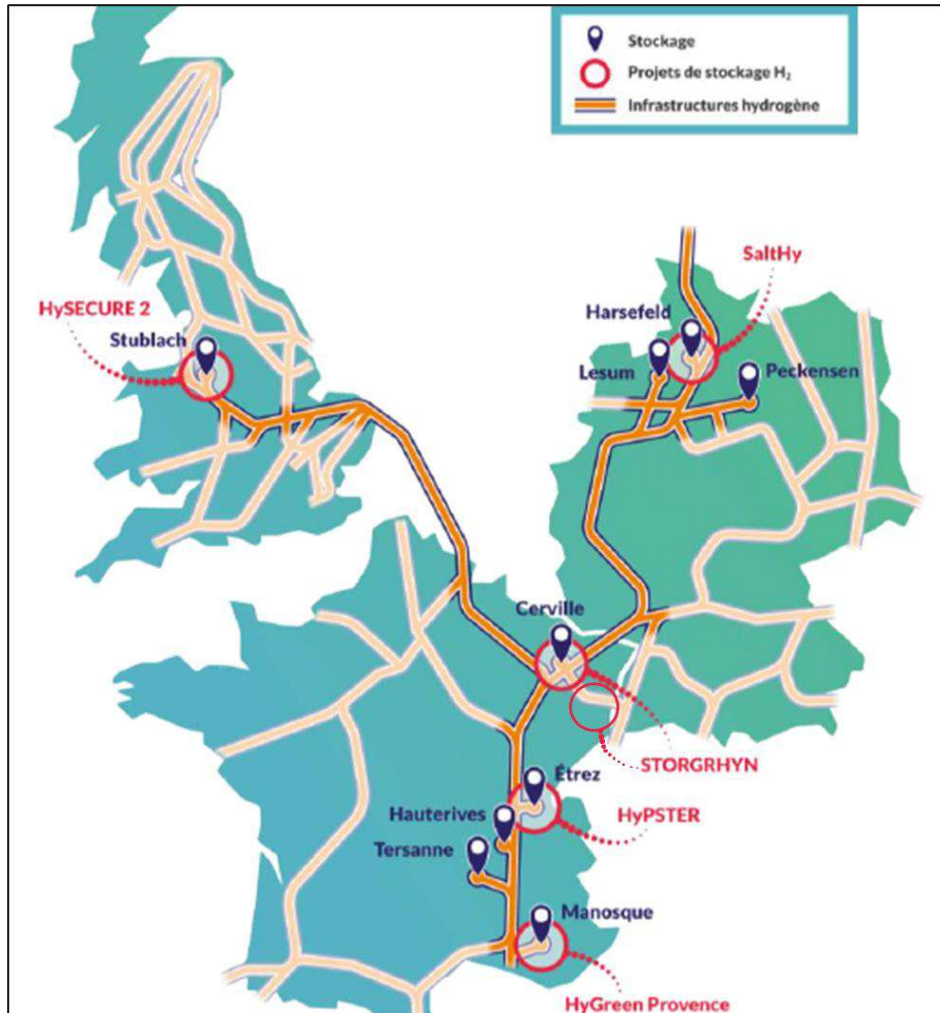 Stockage
Projets de stockage H₂
Infrastructures hydrogène
SaltHy
HySECURE 2
Harsefeld
Stublach
Lesum
Peckensen
Cerville
STORGRHYN
Étrez
Hauterives
HyPSTER
Tersanne
Manosque
HyGreen Provence